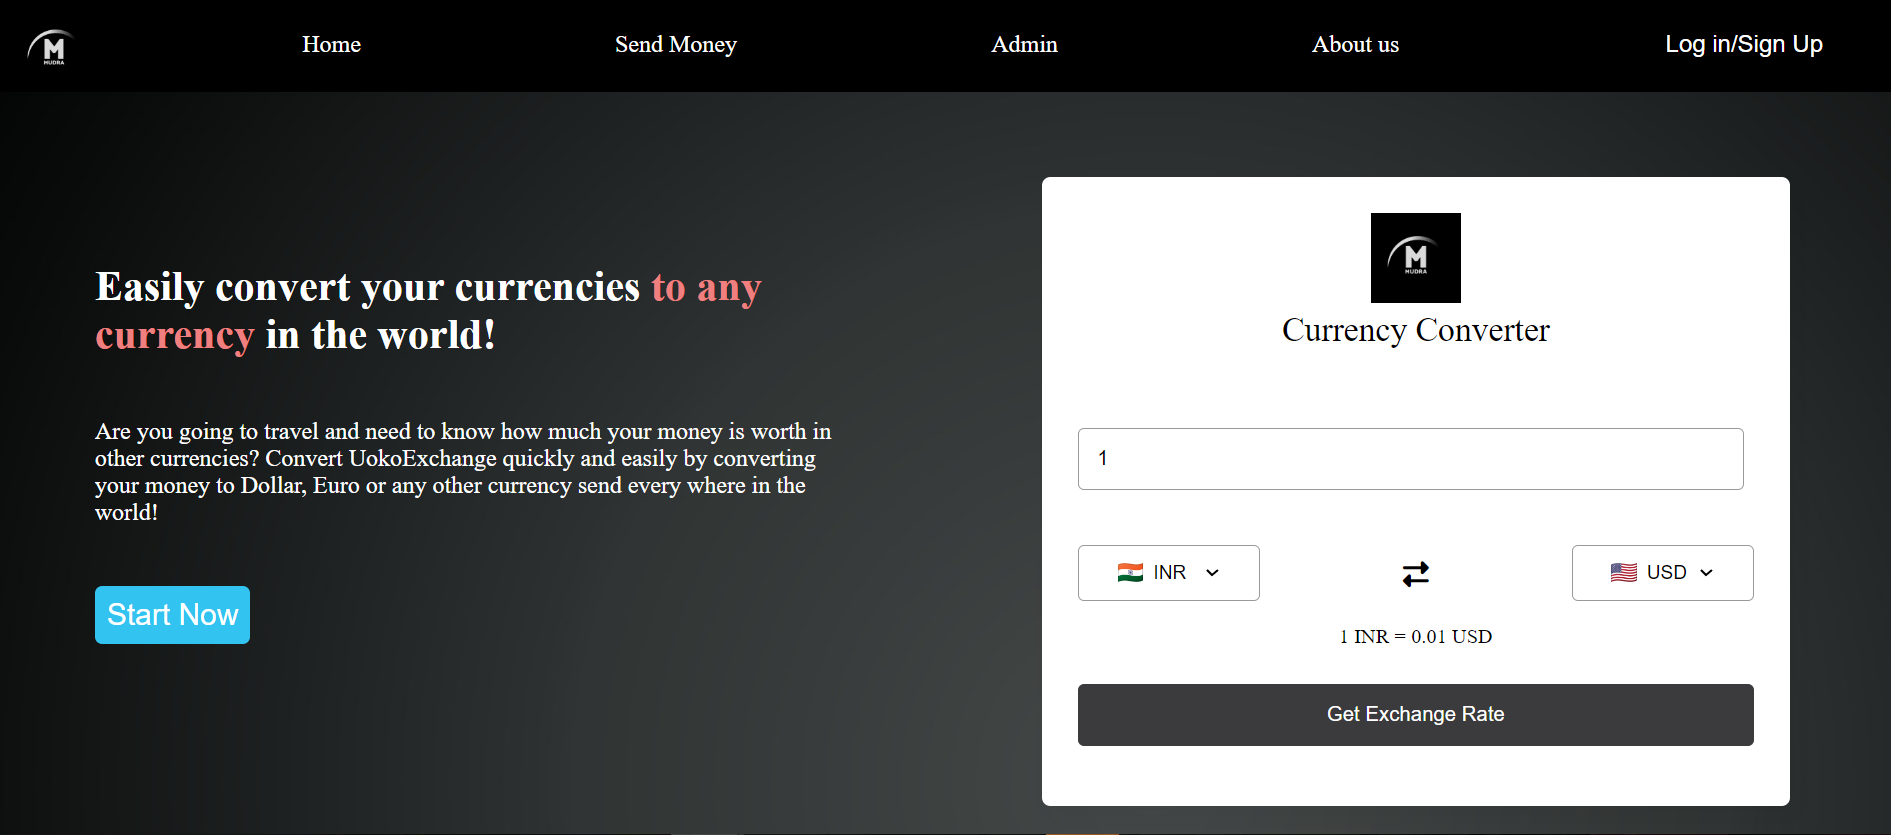 M
MUDRA
Home
Send Money
Admin
About us
Log in/Sign Up
Easily convert your currencies to any
currency in the world!
Are you going to travel and need to know how much your money is worth in
other currencies? Convert UokoExchange quickly and easily by converting
your money to Dollar, Euro or any other currency send every where in the
world!
Start Now
M
MUDRA
Currency Converter
1
INR
USD
1 INR = 0.01 USD
Get Exchange Rate